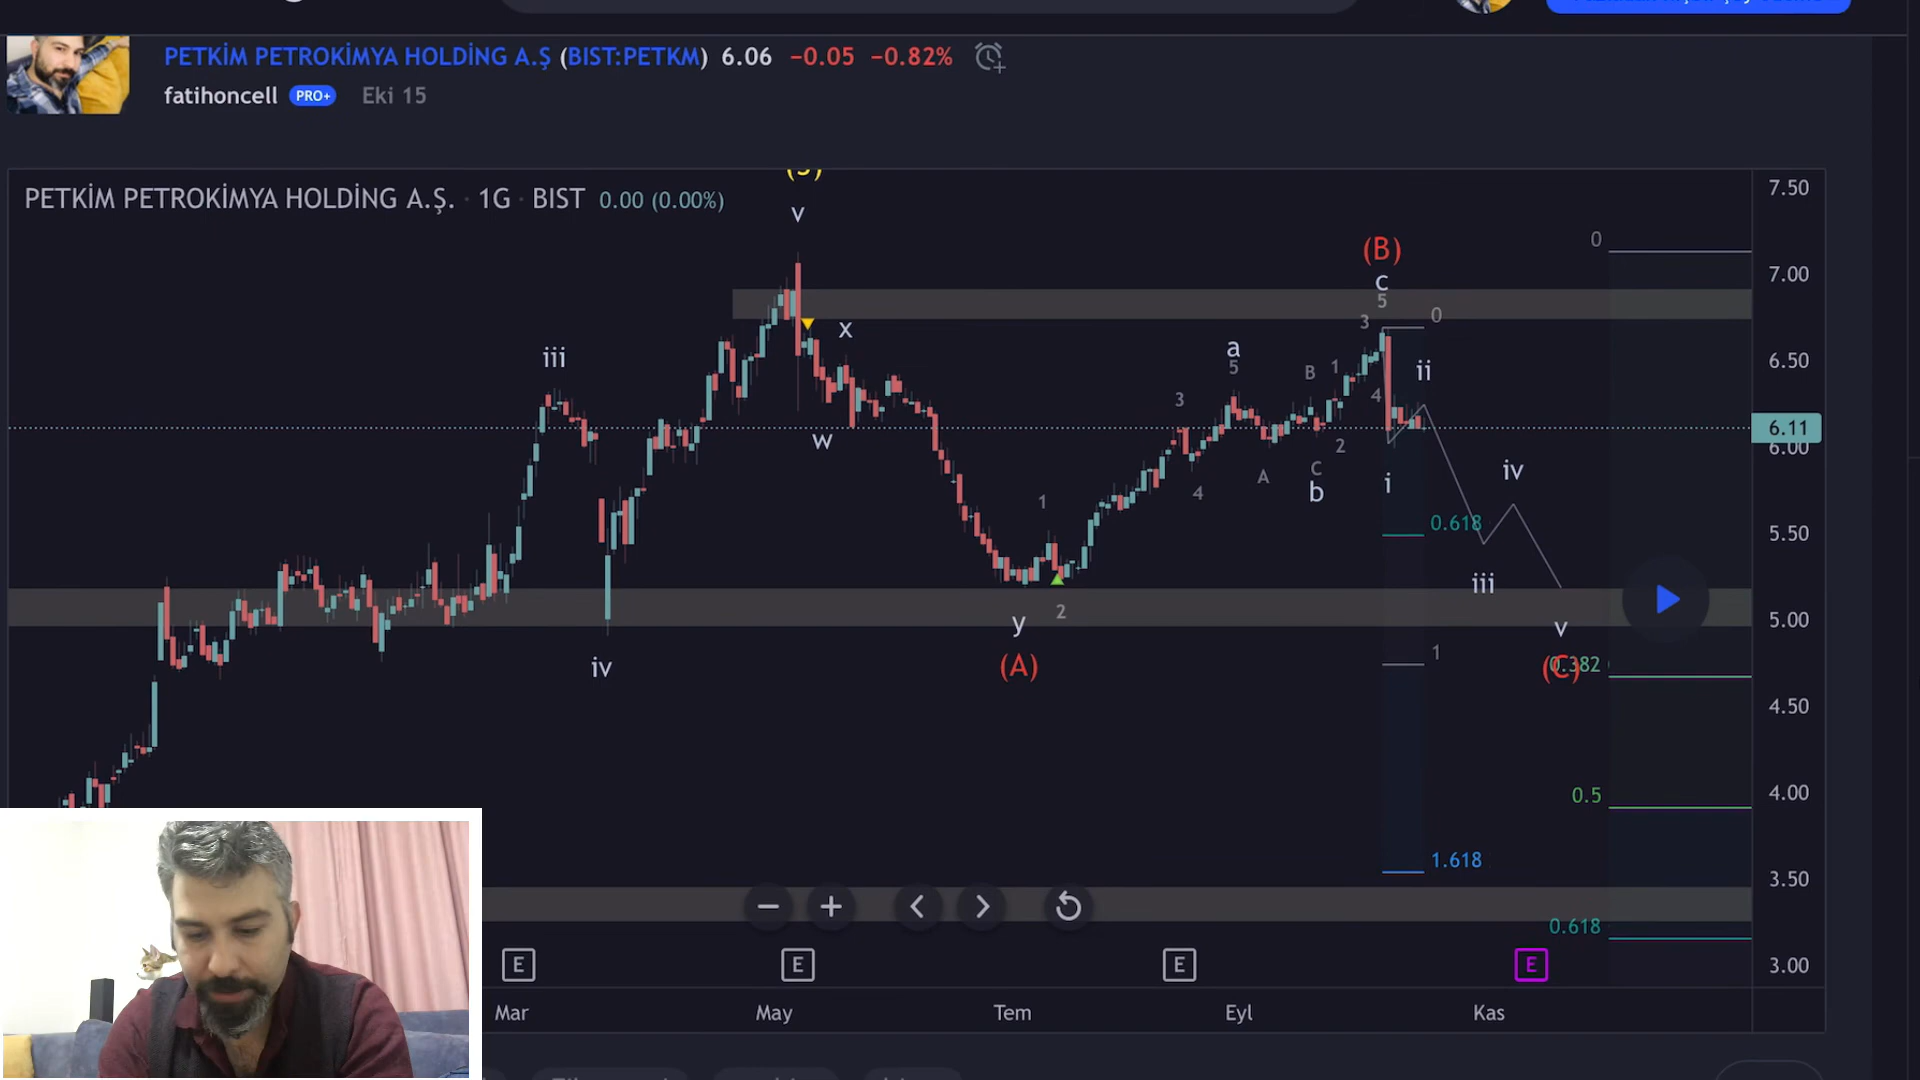 PETKİM PETROKİMYA HOLDİNG A.Ş (BIST:PETKM) 6.06 −0.05 −0.82%
fatihoncell PRO+ Eki 15
PETKİM PETROKİMYA HOLDİNG A.Ş. · 1G · BIST 0.00 (0.00%)
7.50
v
0
(B)
7.00
c
5
0
3
x
iii
a
6.50
5
B
1
ii
3
4
6.11
w
2
6.00
C
A
iv
4
b
i
1
0.618
5.50
iii
2
5.00
y
v
1
iv
(A)
(C)
0.382
4.50
0.5
4.00
1.618
3.50
0.618
E
E
E
E
3.00
Mar
May
Tem
Eyl
Kas